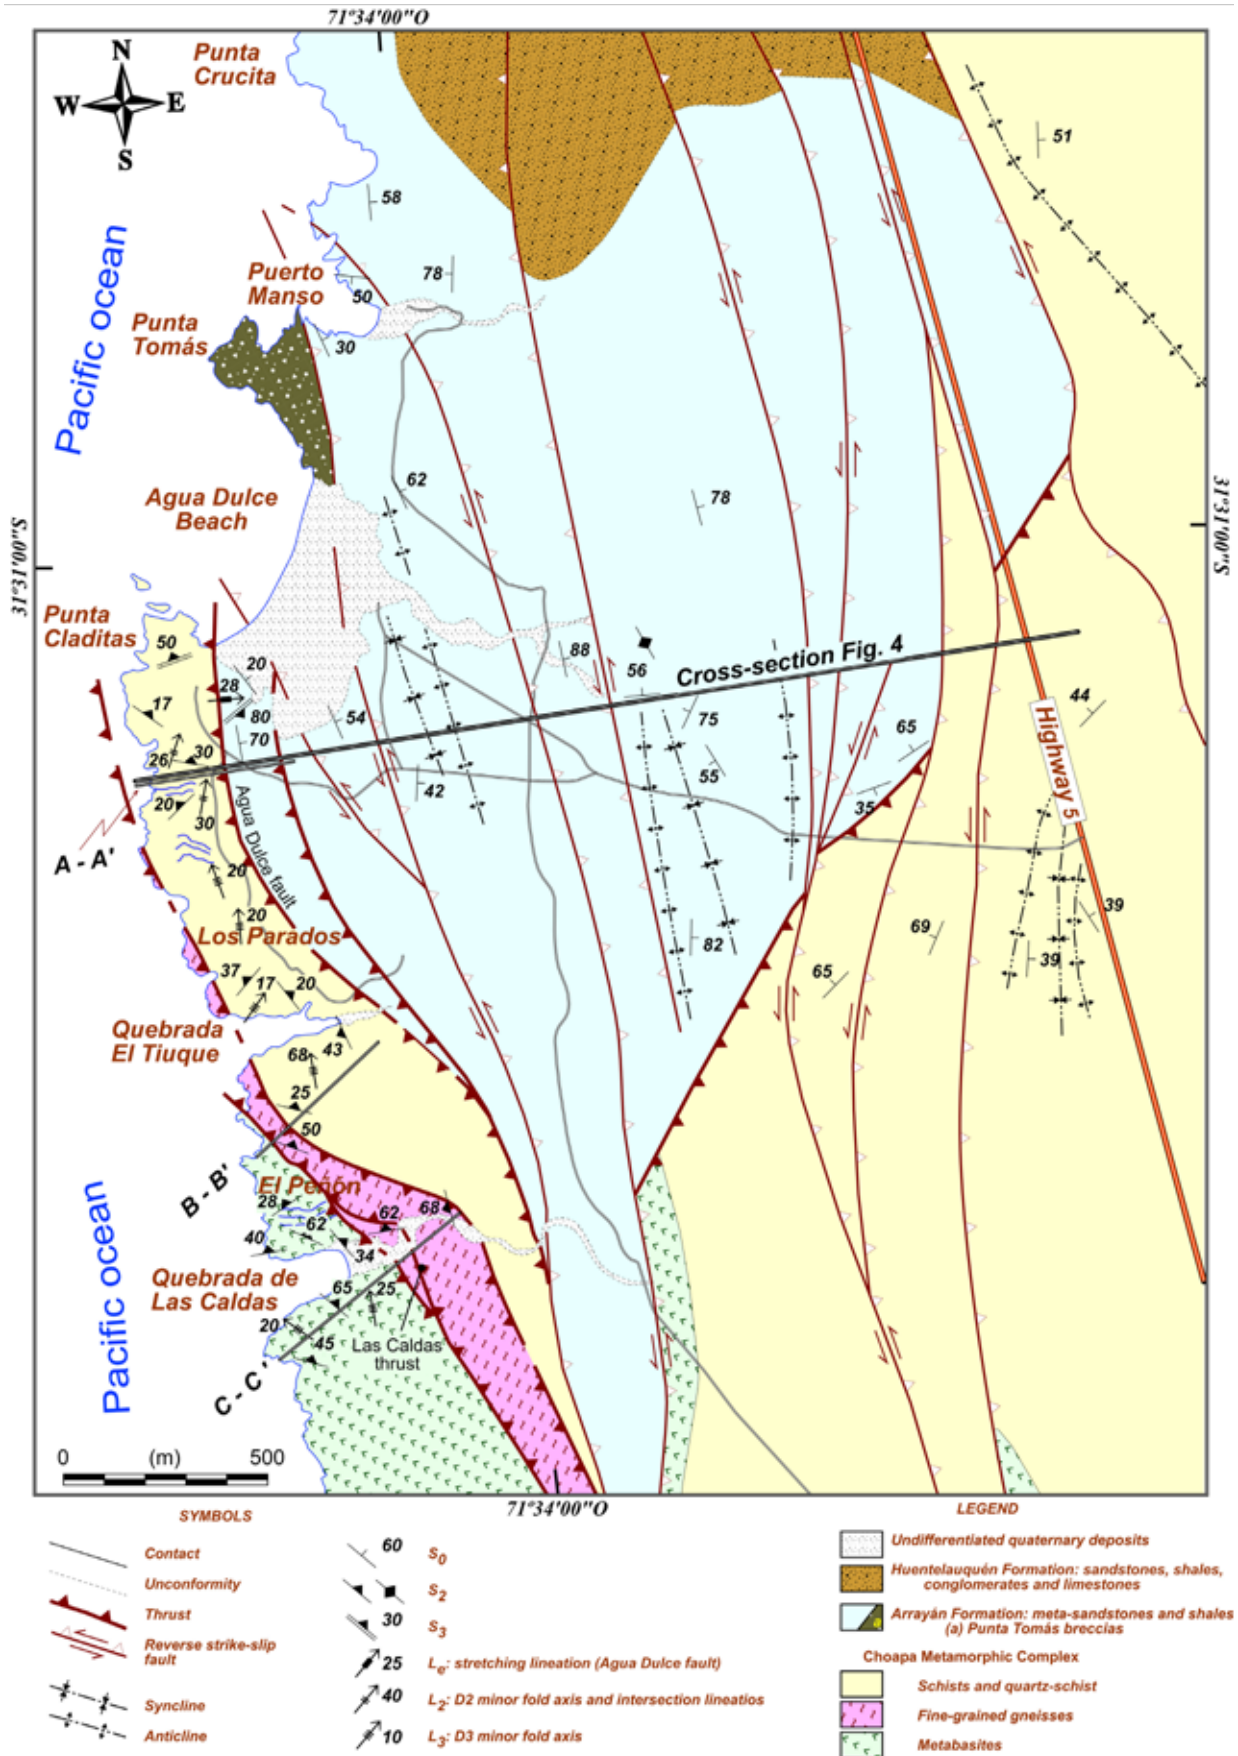 71°34'00"O
Punta
Crucita
N
W
E
S
51
58
Pacific ocean
Puerto
Manso
78
50
Punta
Tomás
30
62
78
Agua Dulce
Beach
31°31'00"S
31°31'00"S
Punta
Claditas
50
20
88
56
Cross-section Fig. 4
28
17
80
54
75
44
65
70
26
30
55
Highway 5
42
35
20
30
Agua Dulce fault
A - A'
20
20
39
Los Parados
82
69
37
17
20
39
65
Quebrada
El Tiuque
68
43
25
50
B - B'
El Peñón
28
62
62
68
40
34
Pacific ocean
Quebrada de
Las Caldas
65
25
20
45
Las Caldas
thrust
C - C'
0 (m) 500
71°34'00"O
SYMBOLS
Contact
Unconformity
Thrust
Reverse strike-slip
fault
Syncline
Anticline
60 S0
S2
30 S3
25 Le: stretching lineation (Agua Dulce fault)
40 L2: D2 minor fold axis and intersection lineatios
10 L3: D3 minor fold axis
LEGEND
Undifferentiated quaternary deposits
Huentelauquén Formation: sandstones, shales,
conglomerates and limestones
Arrayán Formation: meta-sandstones and shales
(a) Punta Tomás breccias
Choapa Metamorphic Complex
Schists and quartz-schist
Fine-grained gneisses
Metabasites